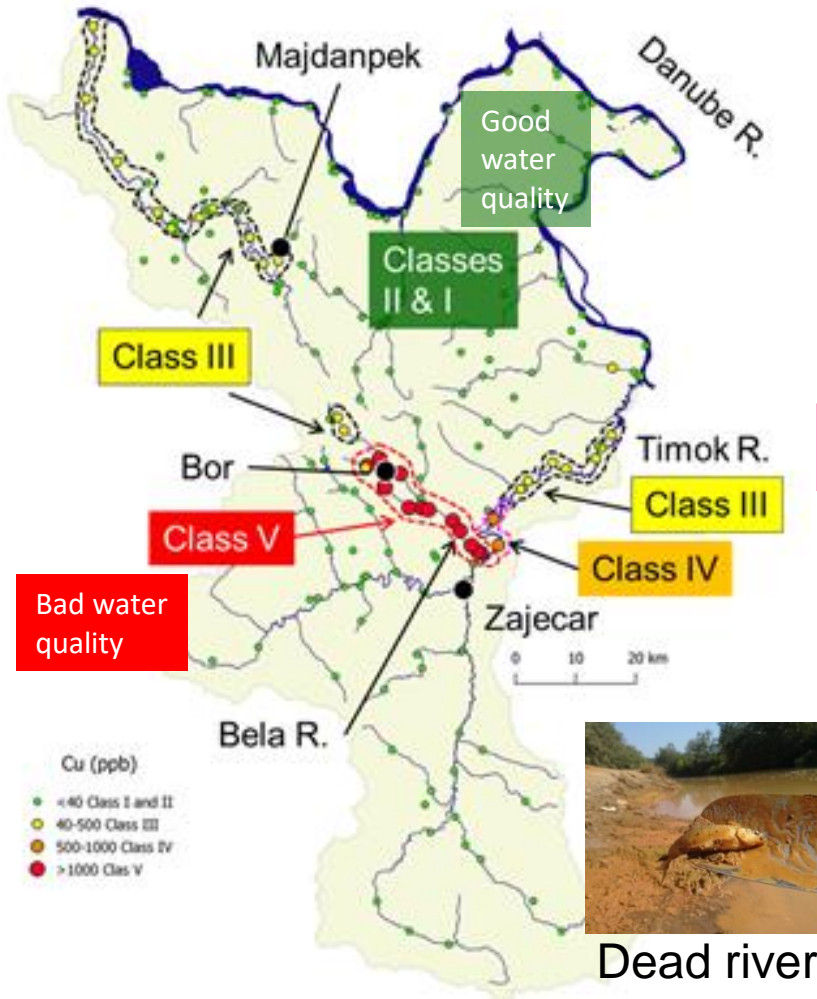 Majdanpek
Danube R.
Good
water
quality
Classes
II & I
Class III
Bor
Timok R.
Class III
Class V
Class IV
Bad water
quality
Zajecar
0 10 20 km
Bela R.
Cu (ppb)
<40 Class I and II
40-500 Class III
500-1000 Class IV
>1000 Clas V
Dead river